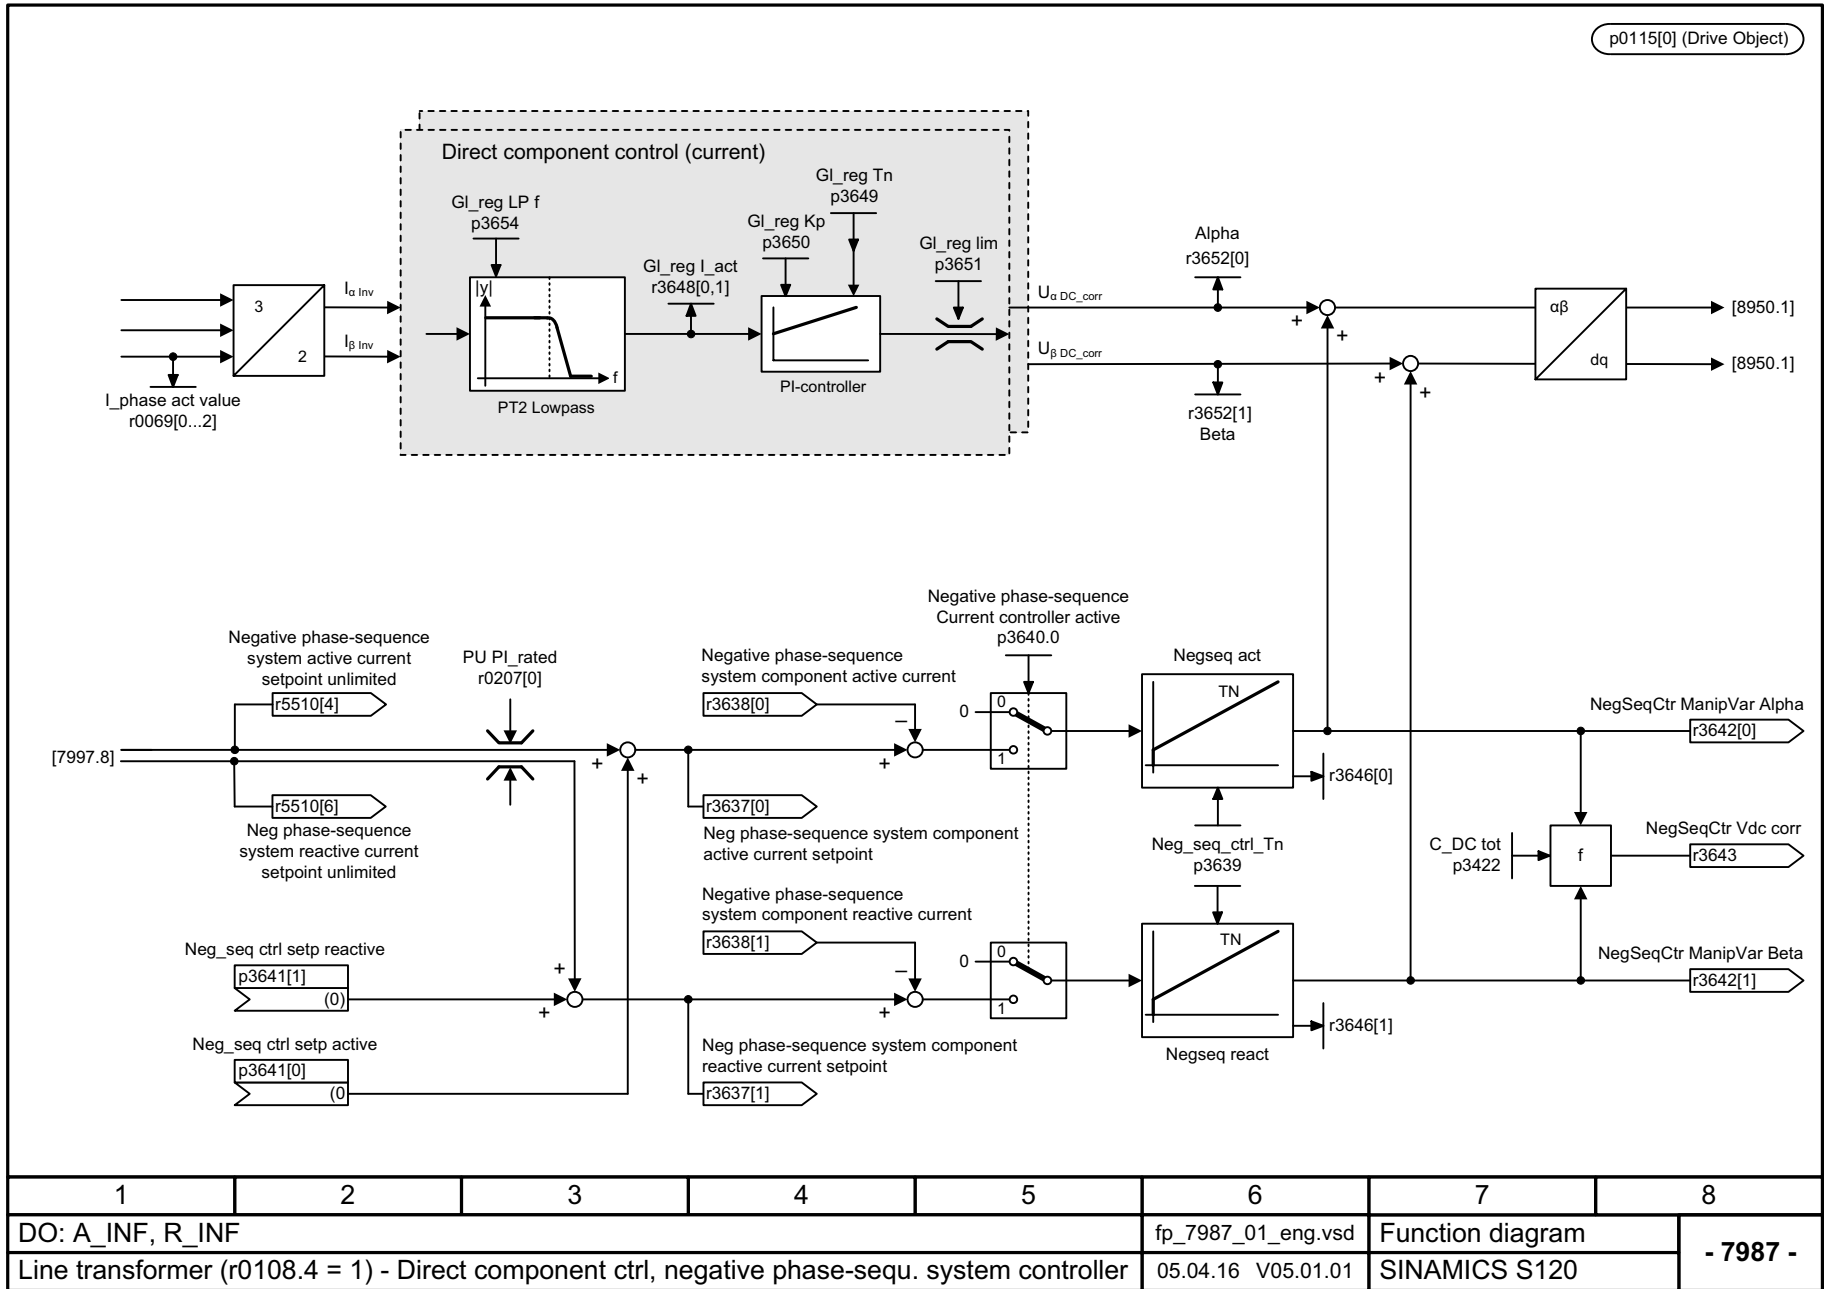 p0115[0] (Drive Object)
Direct component control (current)
Gl_reg LP f
p3654
Gl_reg Tn
p3649
Gl_reg Kp
p3650
Gl_reg lim
p3651
Gl_reg I_act
r3648[0,1]
Alpha
r3652[0]
3
2
Iα Inv
Iβ Inv
|y|
f
PT2 Lowpass
PI-controller
Uα DC_corr
Uβ DC_corr
+
+
+
+
αβ
dq
[8950.1]
[8950.1]
I_phase act value
r0069[0...2]
r3652[1]
Beta
Negative phase-sequence
system active current
setpoint unlimited
r5510[4]
PU PI_rated
r0207[0]
Negative phase-sequence
system component active current
r3638[0]
Negative phase-sequence
Current controller active
p3640.0
0
0
1
Negseq act
TN
NegSeqCtr ManipVar Alpha
r3642[0]
[7997.8]
+
+
–
+
r3646[0]
r5510[6]
Neg phase-sequence
system reactive current
setpoint unlimited
r3637[0]
Neg phase-sequence system component
active current setpoint
Neg_seq_ctrl_Tn
p3639
C_DC tot
p3422
f
NegSeqCtr Vdc corr
r3643
Negative phase-sequence
system component reactive current
r3638[1]
Neg_seq ctrl setp reactive
p3641[1]
(0)
+
+
–
+
0
0
1
TN
NegSeqCtr ManipVar Beta
r3642[1]
r3646[1]
Negseq react
Neg_seq ctrl setp active
p3641[0]
(0
Neg phase-sequence system component
reactive current setpoint
r3637[1]
1 2 3 4 5 6 7 8
DO: A_INF, R_INF
fp_7987_01_eng.vsd
Function diagram
- 7987 -
Line transformer (r0108.4 = 1) - Direct component ctrl, negative phase-sequ. system controller
05.04.16 V05.01.01
SINAMICS S120